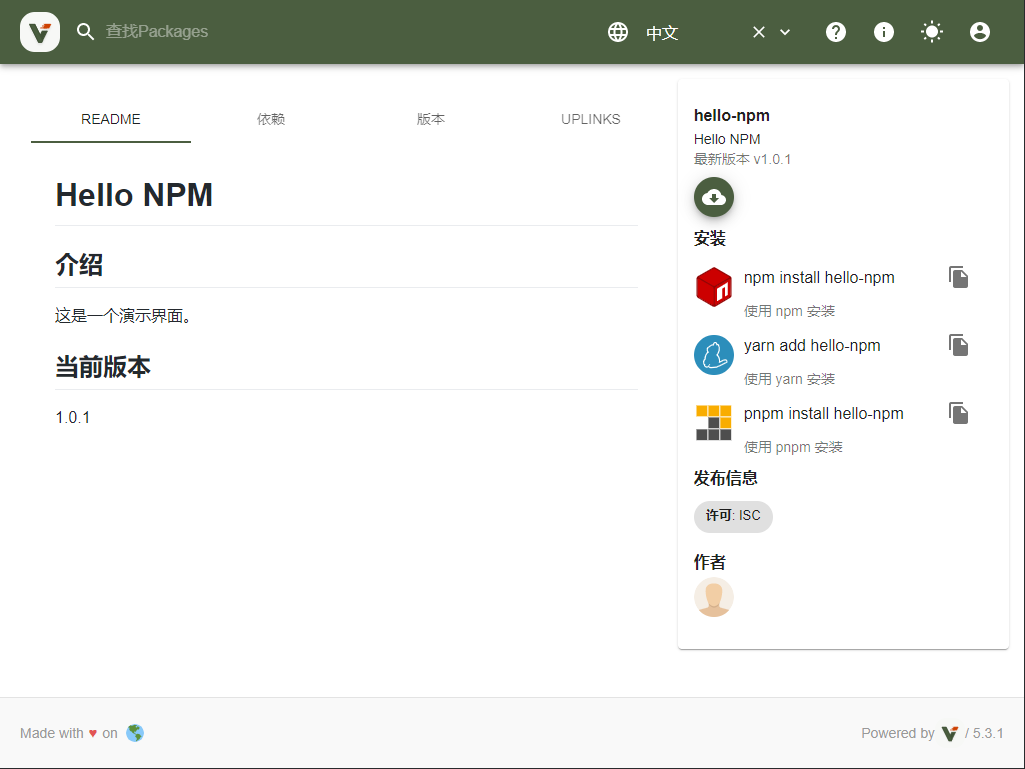 查找Packages
中文
README
依赖
版本
UPLINKS
Hello NPM
介绍
这是一个演示界面。
当前版本
1.0.1
hello-npm
Hello NPM
最新版本 v1.0.1
安装
npm install hello-npm
使用 npm 安装
yarn add hello-npm
使用 yarn 安装
pnpm install hello-npm
使用 pnpm 安装
发布信息
许可: ISC
作者
Made with ♥ on
Powered by / 5.3.1